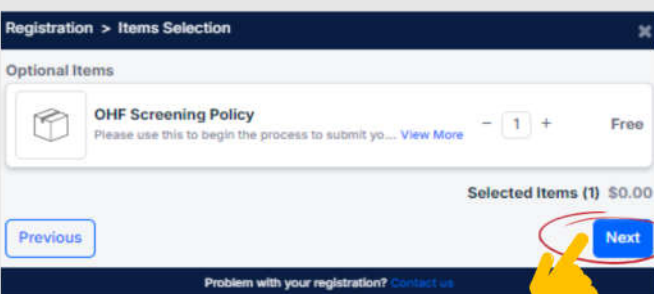 Registration > Items Selection
Optional Items
OHF Screening Policy
Please use this to begin the process to submit yo... View More
- 1 + Free
Selected Items (1) $0.00
Previous
Next
Problem with your registration? Contact us